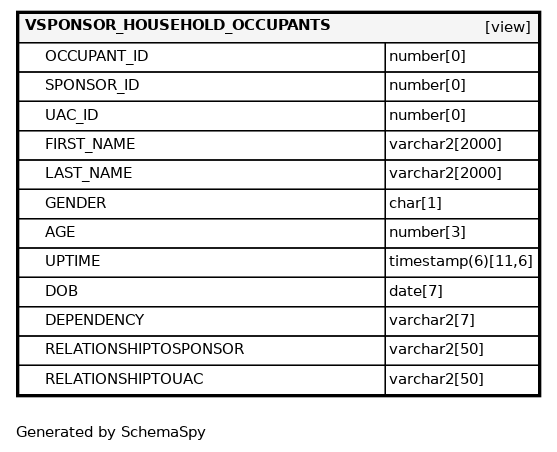 VSPONSOR_HOUSEHOLD_OCCUPANTS [view]
OCCUPANT_ID number[0]
SPONSOR_ID number[0]
UAC_ID number[0]
FIRST_NAME varchar2[2000]
LAST_NAME varchar2[2000]
GENDER char[1]
AGE number[3]
UPTIME timestamp(6)[11,6]
DOB date[7]
DEPENDENCY varchar2[7]
RELATIONSHIPTOSPONSOR varchar2[50]
RELATIONSHIPTOUAC varchar2[50]
Generated by SchemaSpy